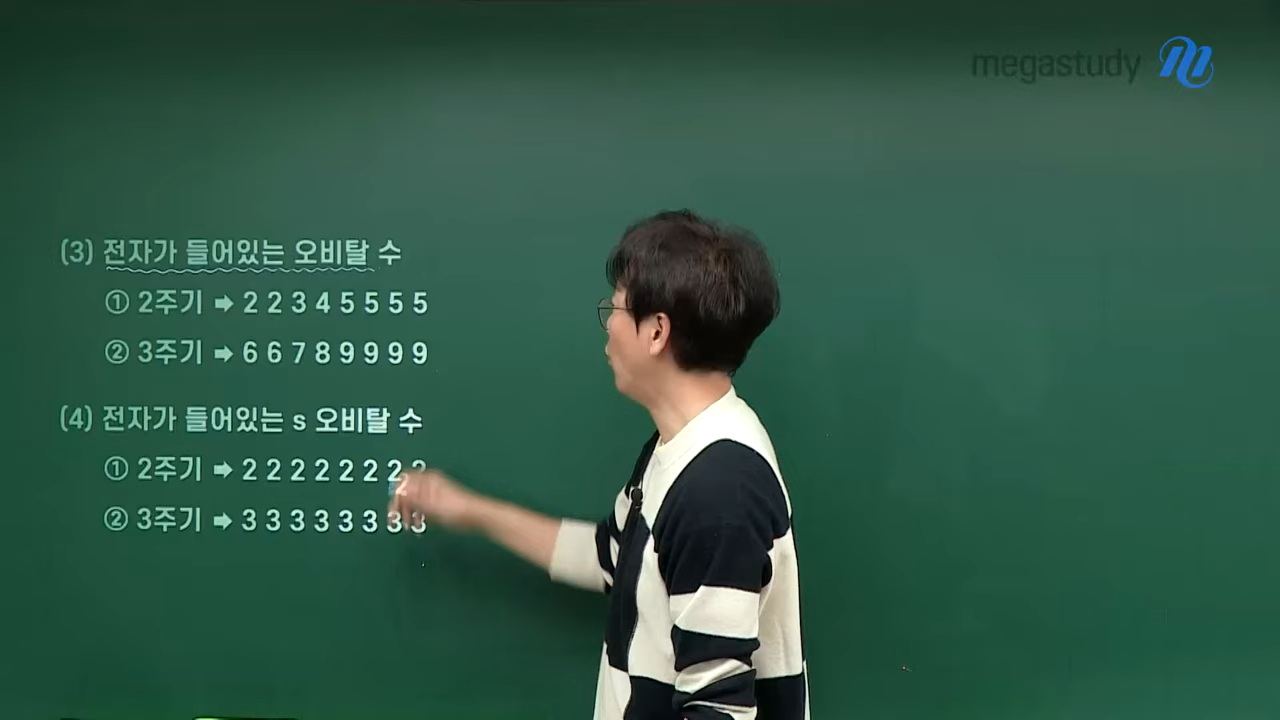 megastudy
(3) 전자가 들어있는 오비탈 수
① 2주기 ➡ 2 2 3 4 5 5 5 5
② 3주기 ➡ 6 6 7 8 9 9 9 9
(4) 전자가 들어있는 s 오비탈 수
① 2주기 ➡ 2 2 2 2 2 2 2 2
② 3주기 ➡ 3 3 3 3 3 3 3 3